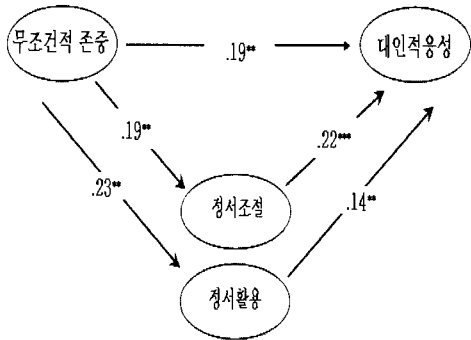 무조건적 존중
.19**
대인적응성
.19**
.22***
.23**
정서조절
.14**
정서활용